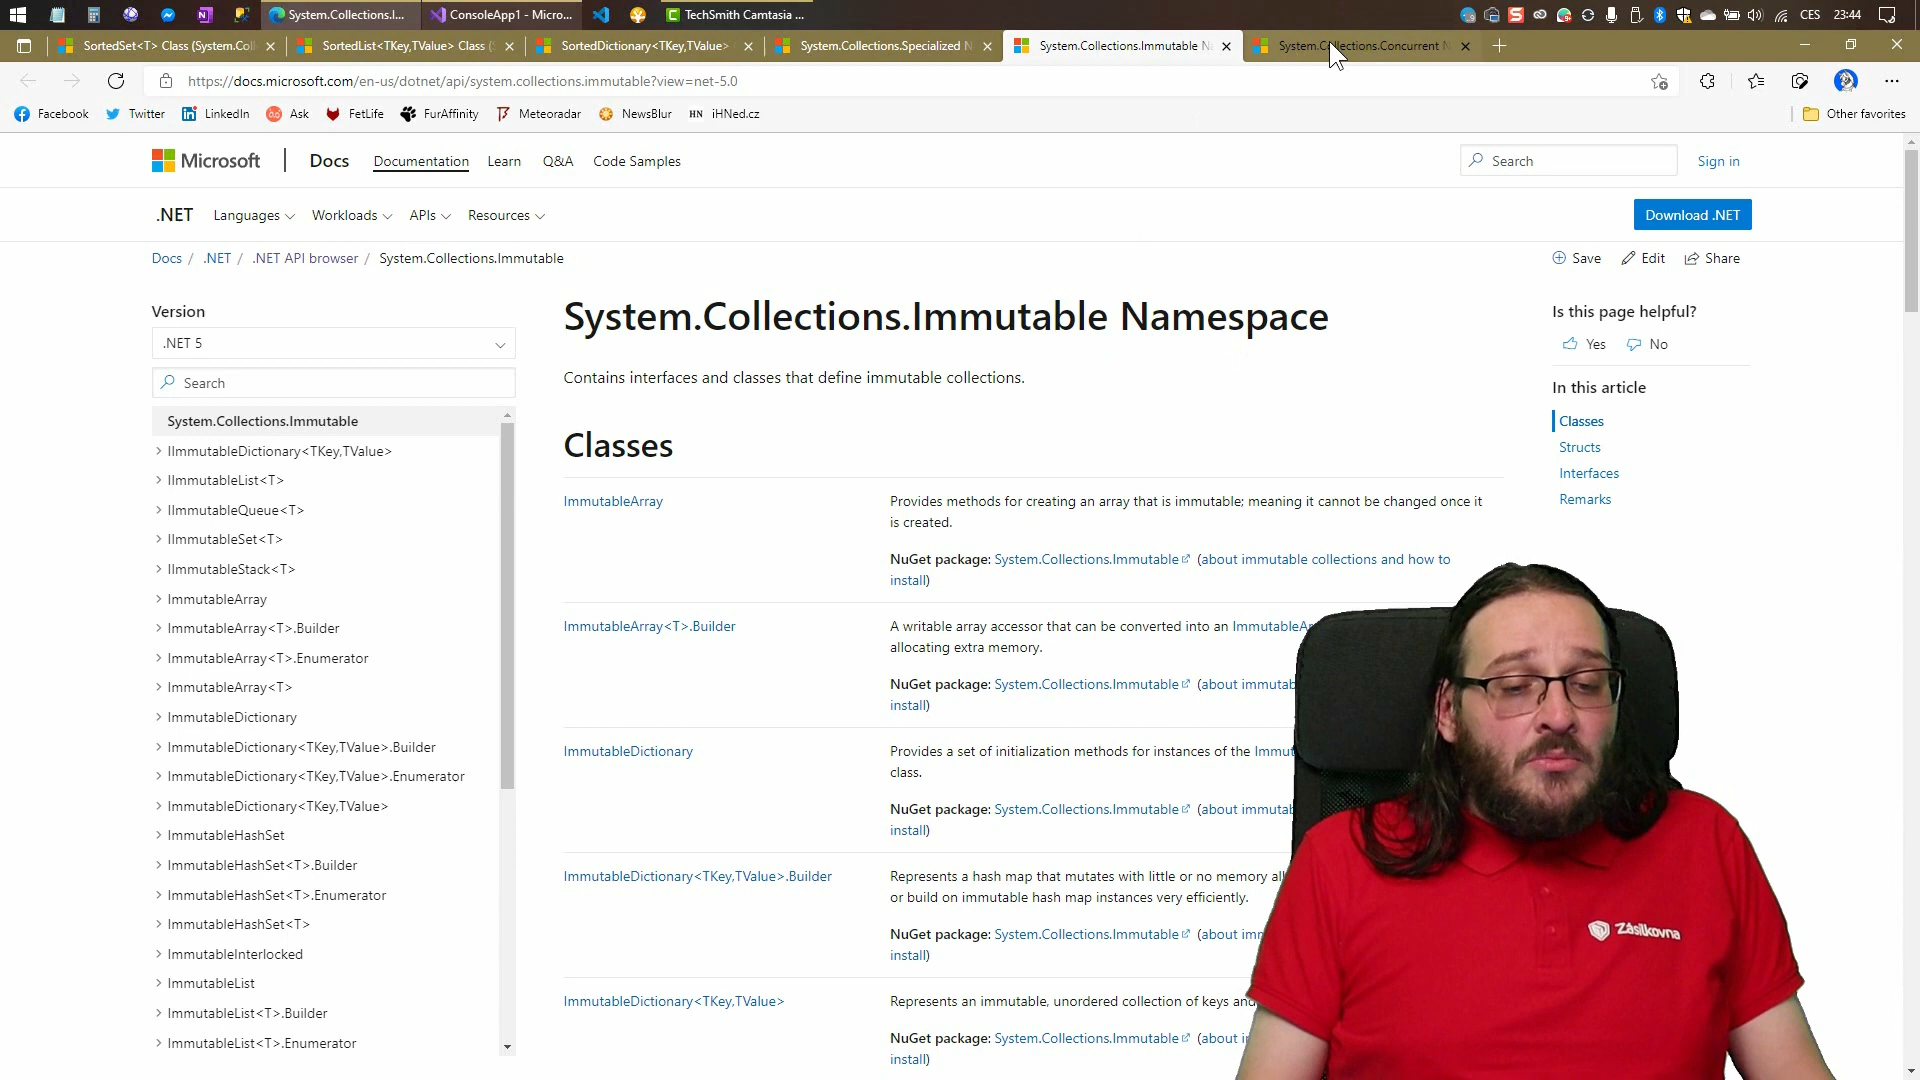 System.Collections.I...
ConsoleApp1 - Micro...
TechSmith Camtasia ...
CES
23:44
SortedSet<T> Class (System.Col
SortedList<TKey,TValue> Class (
SortedDictionary<TKey,TValue>
System.Collections.Specialized N
System.Collections.Immutable N
System.Collections.Concurrent N
https://docs.microsoft.com/en-us/dotnet/api/system.collections.immutable?view=net-5.0
Facebook
Twitter
LinkedIn
Ask
FetLife
FurAffinity
Meteoradar
NewsBlur
HN iHNed.cz
Other favorites
Microsoft
Docs
Documentation
Learn
Q&A
Code Samples
Search
Sign in
.NET
Languages
Workloads
APIs
Resources
Download .NET
Docs / .NET / .NET API browser / System.Collections.Immutable
Save
Edit
Share
Version
.NET 5
Search
System.Collections.Immutable
IImmutableDictionary<TKey,TValue>
IImmutableList<T>
IImmutableQueue<T>
IImmutableSet<T>
IImmutableStack<T>
ImmutableArray
ImmutableArray<T>.Builder
ImmutableArray<T>.Enumerator
ImmutableArray<T>
ImmutableDictionary
ImmutableDictionary<TKey,TValue>.Builder
ImmutableDictionary<TKey,TValue>.Enumerator
ImmutableDictionary<TKey,TValue>
ImmutableHashSet
ImmutableHashSet<T>.Builder
ImmutableHashSet<T>.Enumerator
ImmutableHashSet<T>
ImmutableInterlocked
ImmutableList
ImmutableList<T>.Builder
ImmutableList<T>.Enumerator
System.Collections.Immutable Namespace
Contains interfaces and classes that define immutable collections.
Classes
ImmutableArray
Provides methods for creating an array that is immutable; meaning it cannot be changed once it
is created.
NuGet package: System.Collections.Immutable (about immutable collections and how to
install)
ImmutableArray<T>.Builder
A writable array accessor that can be converted into an ImmutableAr
allocating extra memory.
NuGet package: System.Collections.Immutable (about immutab
install)
ImmutableDictionary
Provides a set of initialization methods for instances of the Immut
class.
NuGet package: System.Collections.Immutable (about immutab
install)
ImmutableDictionary<TKey,TValue>.Builder
Represents a hash map that mutates with little or no memory all
or build on immutable hash map instances very efficiently.
NuGet package: System.Collections.Immutable (about imm
install)
ImmutableDictionary<TKey,TValue>
Represents an immutable, unordered collection of keys and
NuGet package: System.Collections.Immutable (about i
install)
Is this page helpful?
Yes
No
In this article
Classes
Structs
Interfaces
Remarks
Zásilkovna